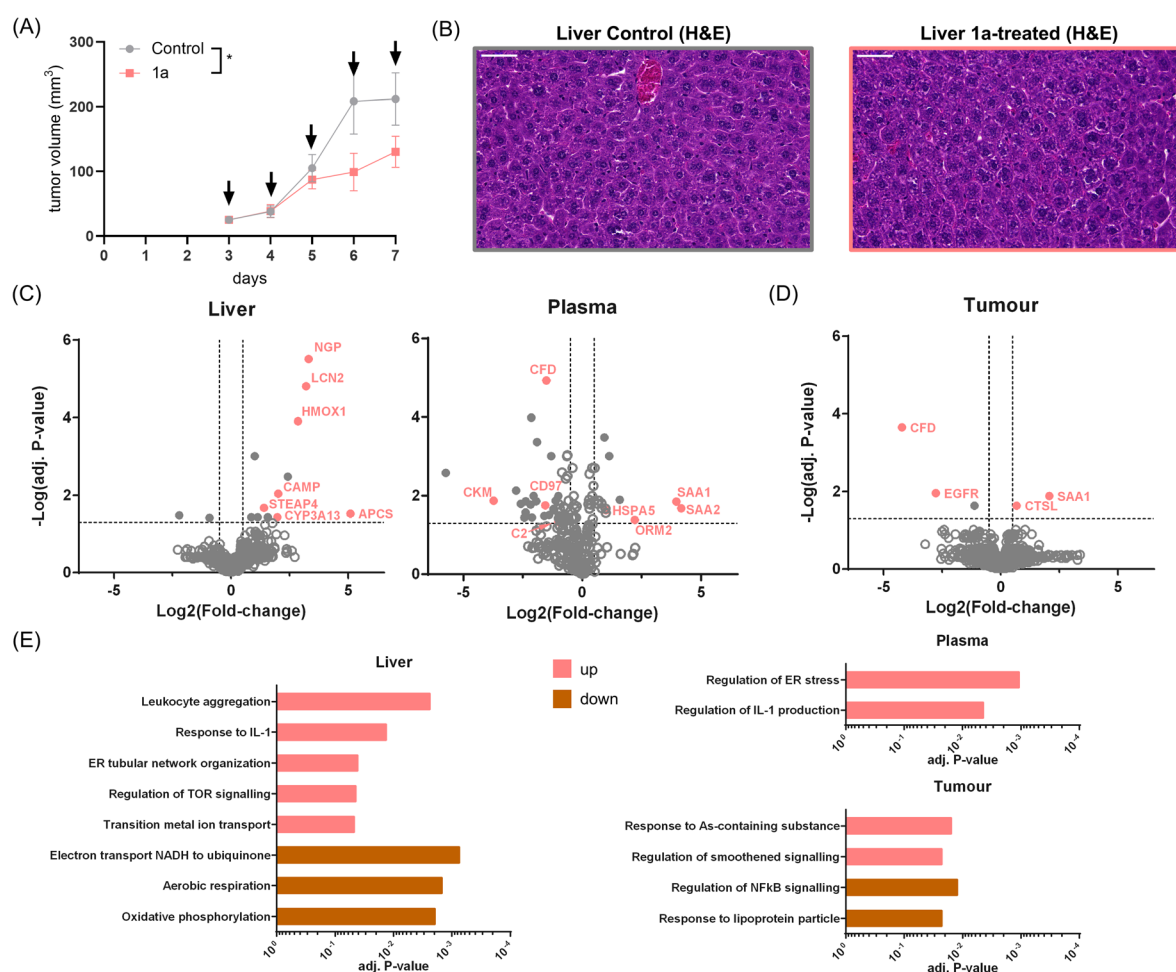 (A)
Control
1a
*
tumor volume (mm3)
300
200
100
0
0 1 2 3 4 5 6 7
days
(B)
Liver Control (H&E)
Liver 1a-treated (H&E)
(C)
Liver
-Log(adj. P-value)
6
4
2
0
-5 0 5
Log2(Fold-change)
NGP
LCN2
HMOX1
CAMP
STEAP4
CYP3A13
APCS
Plasma
6
4
2
0
-5 0 5
Log2(Fold-change)
CFD
CKM
CD97
C2
HSPA5
ORM2
SAA1
SAA2
(D)
Tumour
-Log(adj. P-value)
6
4
2
0
-5 0 5
Log2(Fold-change)
CFD
EGFR
SAA1
CTSL
(E)
Liver
Leukocyte aggregation
Response to IL-1
ER tubular network organization
Regulation of TOR signalling
Transition metal ion transport
Electron transport NADH to ubiquinone
Aerobic respiration
Oxidative phosphorylation
100 10-1 10-2 10-3 10-4
adj. P-value
up
down
Plasma
Regulation of ER stress
Regulation of IL-1 production
100 10-1 10-2 10-3 10-4
adj. P-value
Tumour
Response to As-containing substance
Regulation of smoothened signalling
Regulation of NFkB signalling
Response to lipoprotein particle
100 10-1 10-2 10-3 10-4
adj. P-value